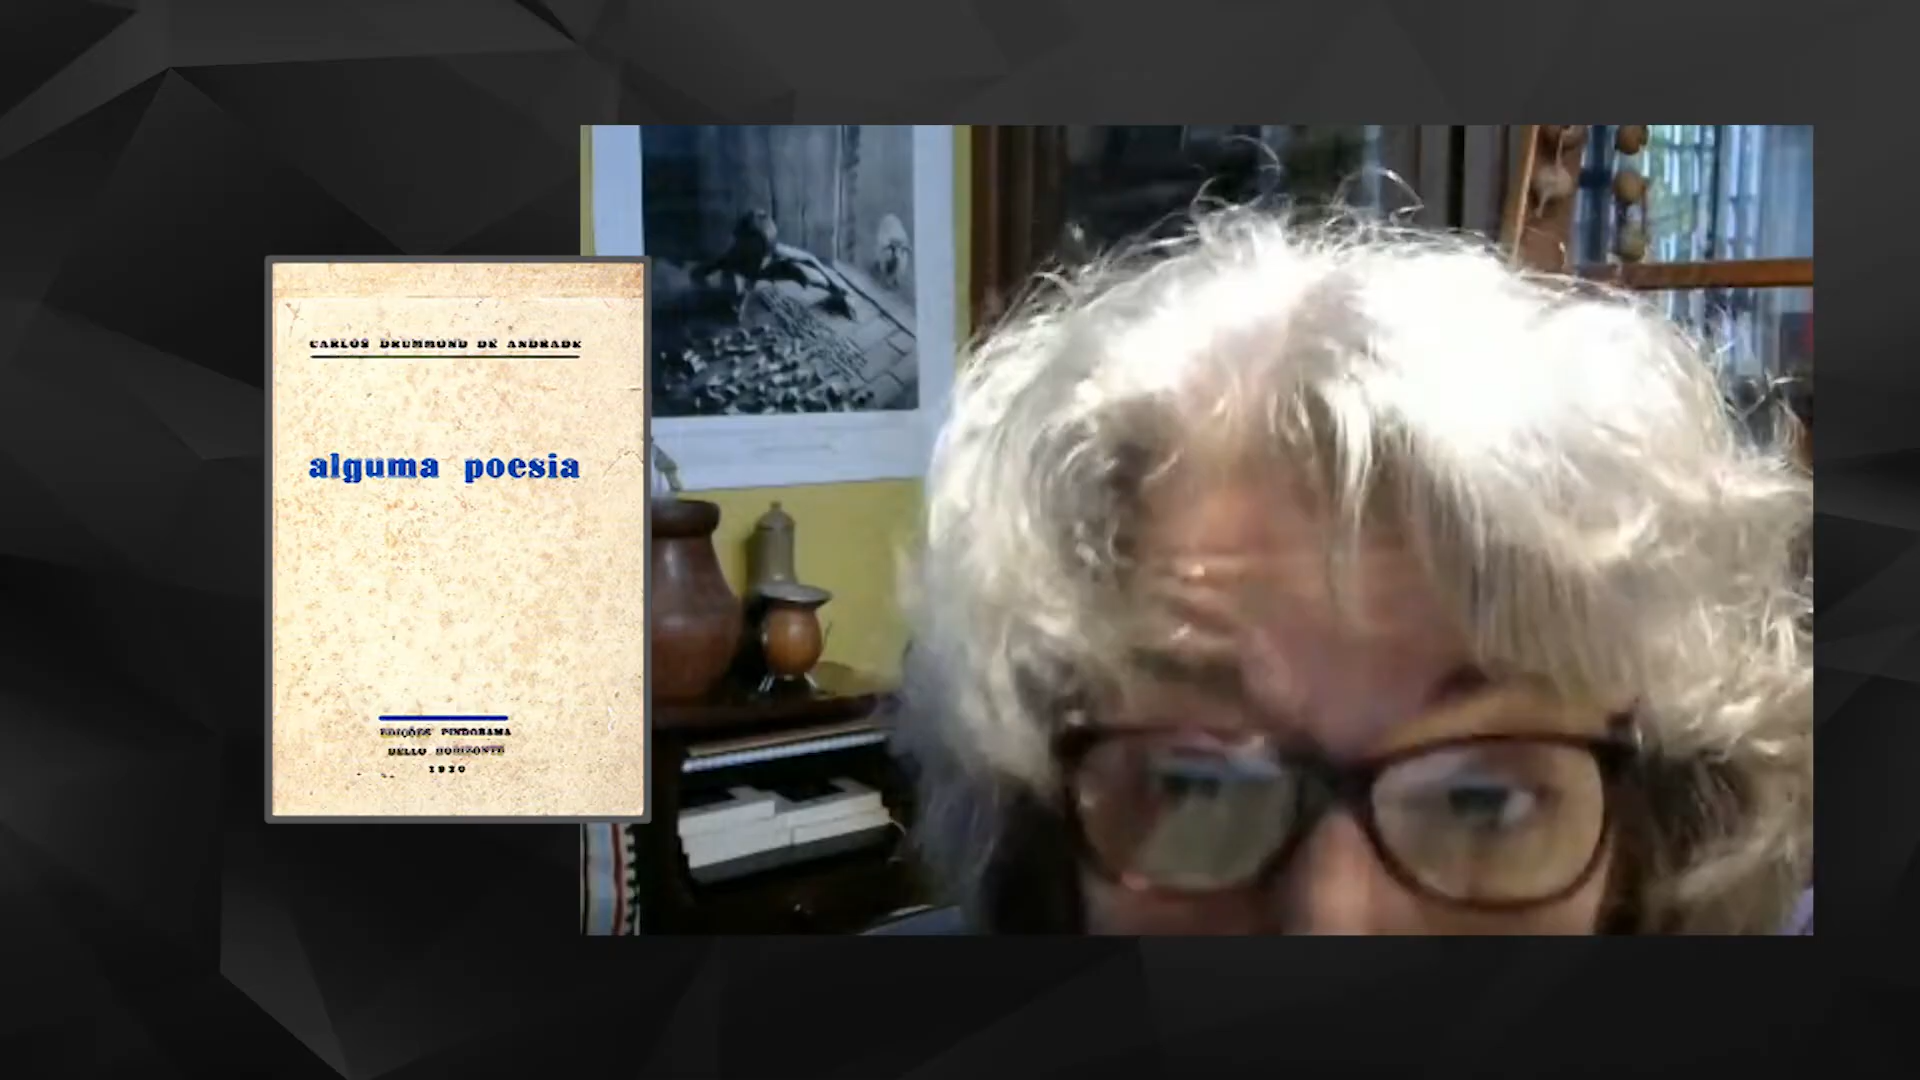 CARLOS DRUMMOND DE ANDRADE
alguma poesia
EDIÇÕES PINDORAMA
BELLO HORIZONTE
1930